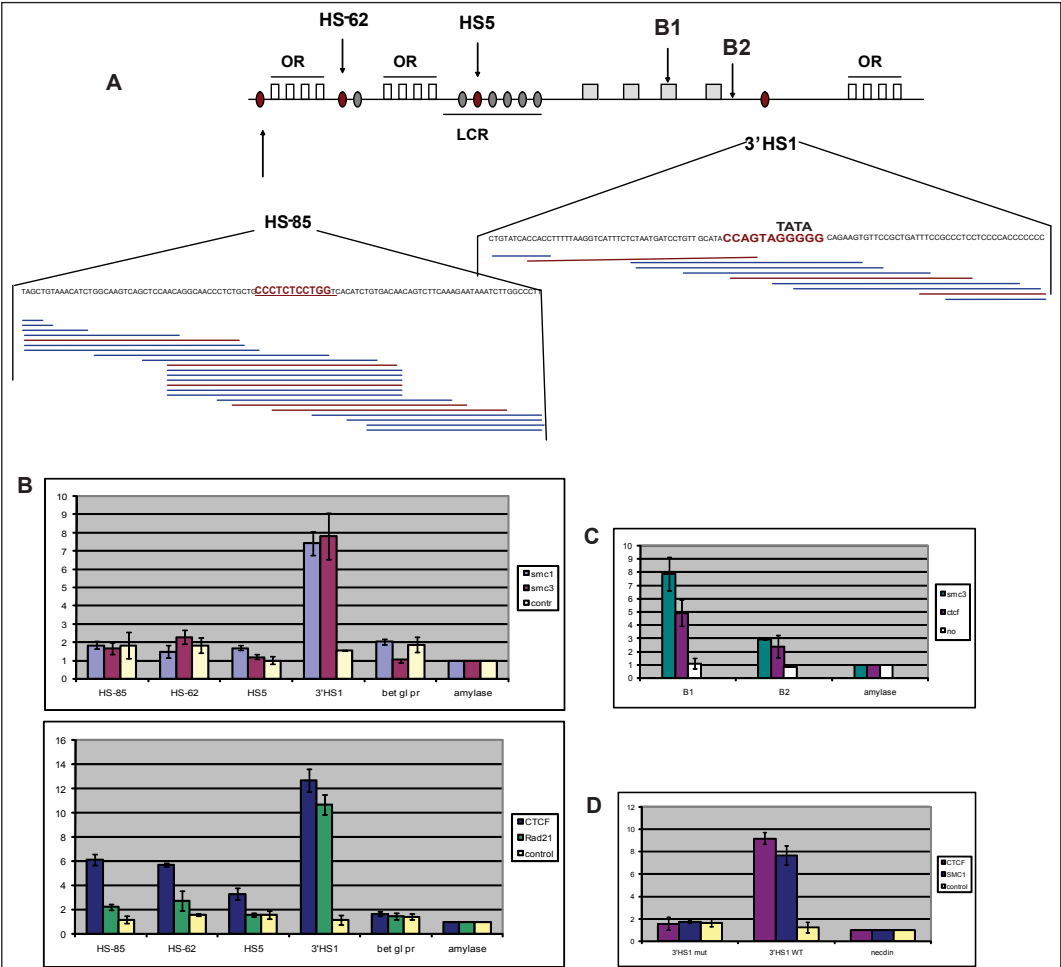 HS-62
HS5
B1
B2
A
OR
OR
OR
LCR
3'HS1
HS-85
TATA
CTGTATCACCACCTTTTTAAGGTCATTTCTCTAATGATCCTGTT GCATA CCAGTAGGGGG CAGAAGTGTTCCGCTGATTTCCGCCCTCCTCCCCACCCCCCC
TAGCTGTAAACATCTGGCAAGTCAGCTCCAACAGGCAACCCTCTGCTGCCCTCTCCTGGTCACATCTGTGACAACAGTCTTCAAAGAATAAATCTTGGCCCTT
B
10
9
8
7
6
5
4
3
2
1
0
HS-85 HS-62 HS5 3'HS1 bet gl pr amylase
smc1
smc3
contr
16
14
12
10
8
6
4
2
0
HS-85 HS-62 HS5 3'HS1 bet gl pr amylase
CTCF
Rad21
control
C
10
9
8
7
6
5
4
3
2
1
0
B1 B2 amylase
smc3
ctcf
no
D
12
10
8
6
4
2
0
3'HS1 mut 3'HS1 WT necdin
CTCF
SMC1
control